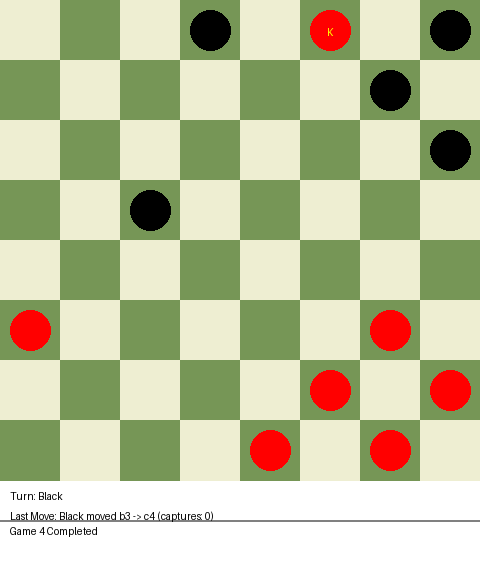 K
Turn: Black
Last Move: Black moved b3 -> c4 (captures: 0)
Game 4 Completed